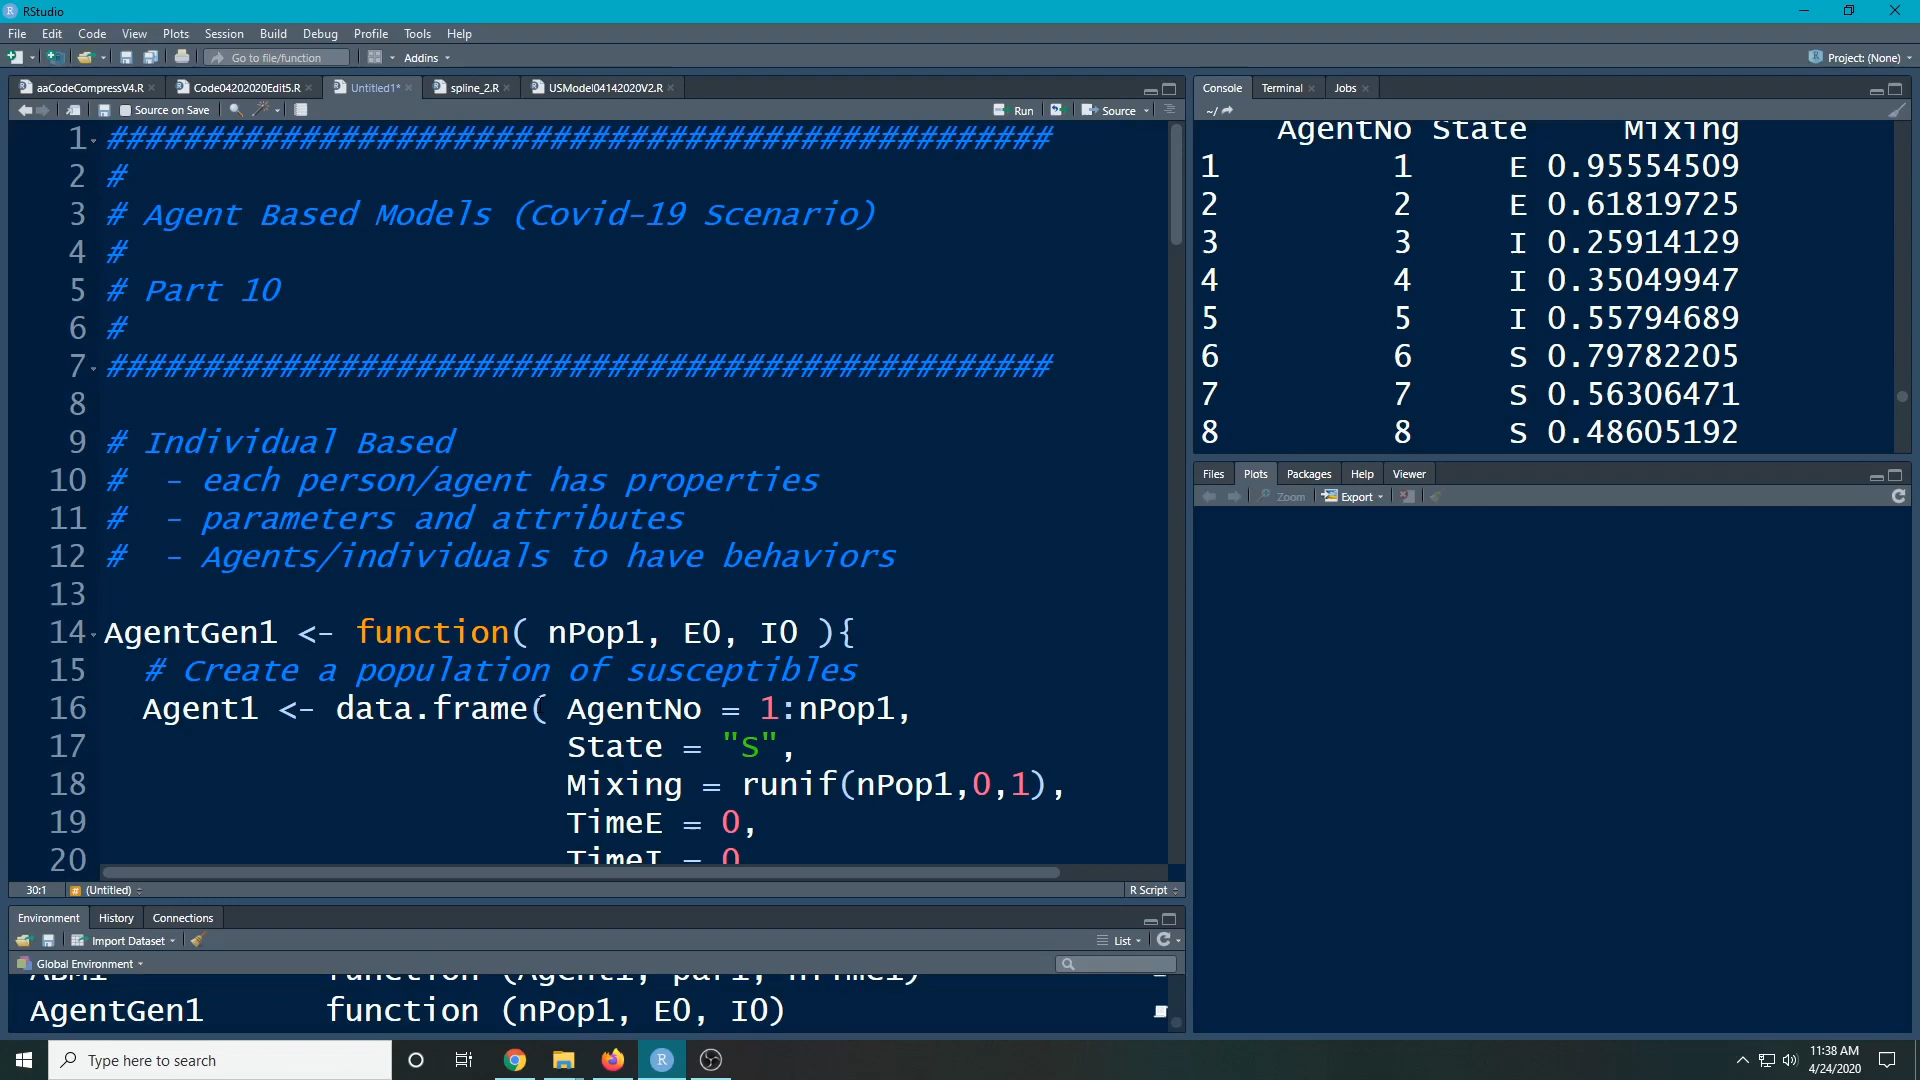 RStudio
File Edit Code View Plots Session Build Debug Profile Tools Help
Go to file/function Addins Project: (None)
aaCodeCompressV4.R Code04202020Edit5.R Untitled1* spline_2.R USModel04142020V2.R
Source on Save Run Source
1 #################################################
2 #
3 # Agent Based Models (Covid-19 Scenario)
4 #
5 # Part 10
6 #
7 #################################################
8
9 # Individual Based
10 #  - each person/agent has properties
11 #  - parameters and attributes
12 #  - Agents/individuals to have behaviors
13
14 AgentGen1 <- function( nPop1, E0, I0 ){
15   # Create a population of susceptibles
16   Agent1 <- data.frame( AgentNo = 1:nPop1,
17                         State = "S",
18                         Mixing = runif(nPop1,0,1),
19                         TimeE = 0,
20                         TimeI = 0
30:1 # (Untitled) R Script
Environment History Connections
Import Dataset List
Global Environment
ABM1 function (Agent1, par1, nTime1)
AgentGen1 function (nPop1, E0, I0)
Console Terminal Jobs
~/
AgentNo State Mixing
1 1 E 0.95554509
2 2 E 0.61819725
3 3 I 0.25914129
4 4 I 0.35049947
5 5 I 0.55794689
6 6 S 0.79782205
7 7 S 0.56306471
8 8 S 0.48605192
Files Plots Packages Help Viewer
Zoom Export
Type here to search
R
11:38 AM
4/24/2020